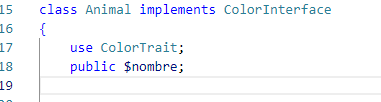 15 class Animal implements ColorInterface
16 {
17     use ColorTrait;
18     public $nombre;
19